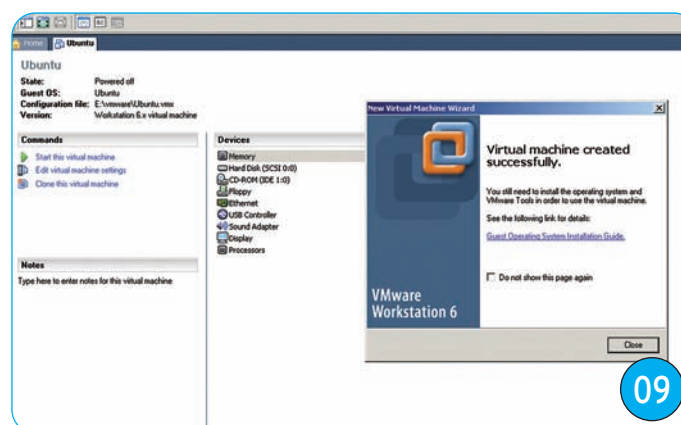 Home Ubuntu
Ubuntu
State: Powered off
Guest OS: Ubuntu
Configuration file: E:\vmware\Ubuntu.vmx
Version: Workstation 6.x virtual machine
Commands
Start this virtual machine
Edit virtual machine settings
Clone this virtual machine
Notes
Type here to enter notes for this virtual machine
Devices
Memory
Hard Disk (SCSI 0:0)
CD-ROM (IDE 1:0)
Floppy
Ethernet
USB Controller
Sound Adapter
Display
Processors
New Virtual Machine Wizard
Virtual machine created
successfully.
You still need to install the operating system and
VMware Tools in order to use the virtual machine.
See the following link for details:
Guest Operating System Installation Guide.
Do not show this page again
VMware
Workstation 6
Close
09